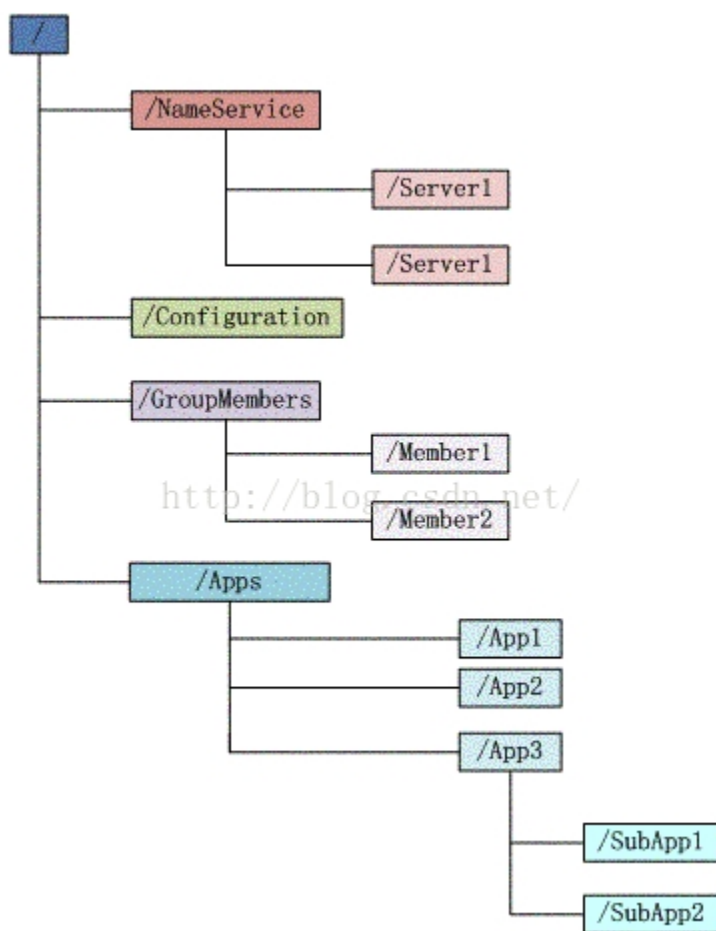 /
/NameService
/Server1
/Server1
/Configuration
/GroupMembers
/Member1
http://blog.csdn.net/
/Member2
/Apps
/App1
/App2
/App3
/SubApp1
/SubApp2